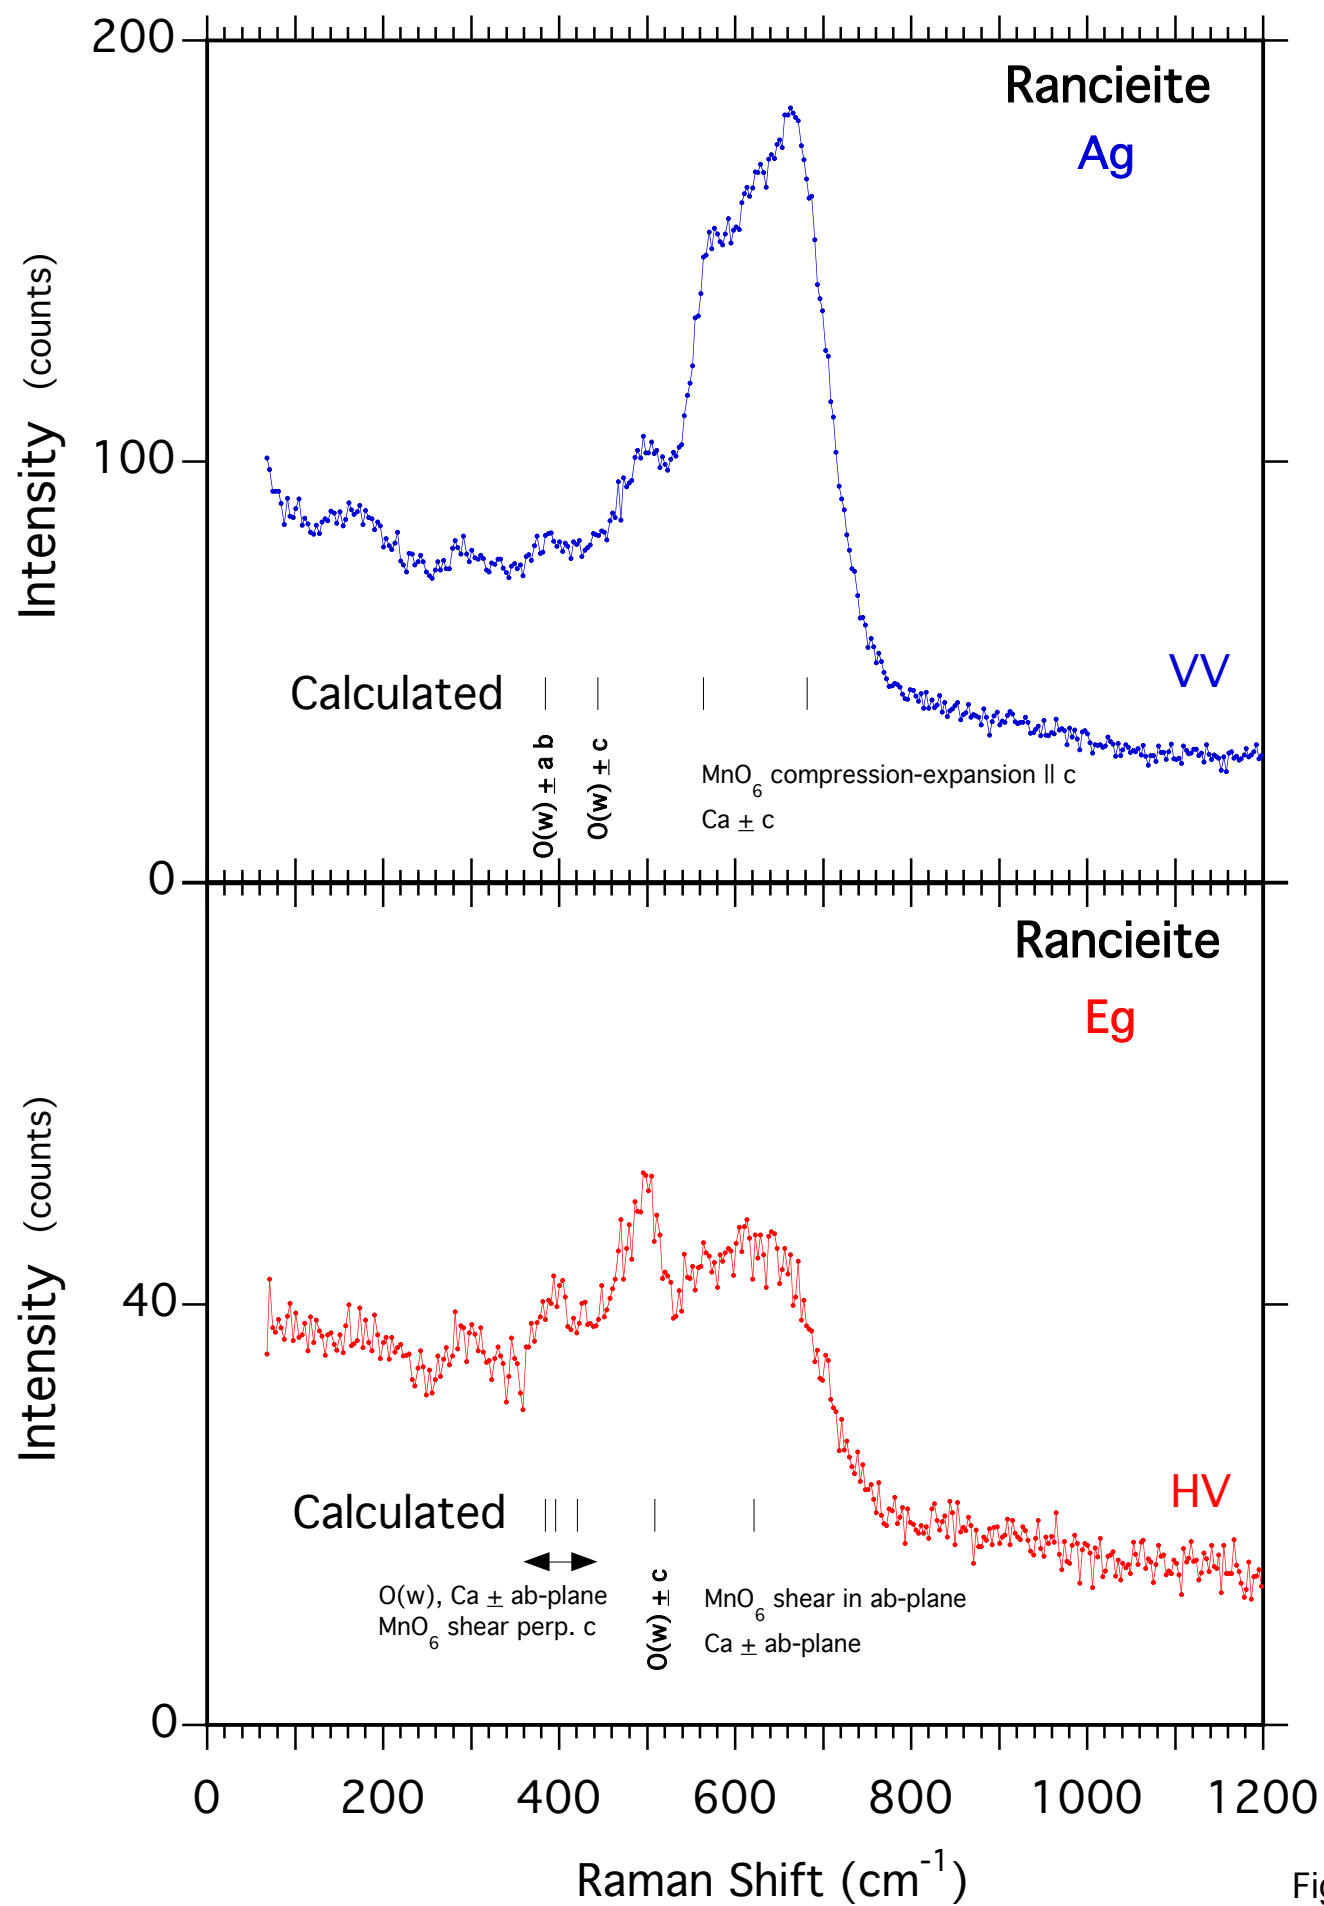 200
Rancieite
Ag
Intensity (counts)
100
VV
Calculated
O(w) ± a b
O(w) ± c
MnO6 compression-expansion || c
Ca ± c
0
Rancieite
Eg
Intensity (counts)
40
HV
Calculated
O(w), Ca ± ab-plane
MnO6 shear perp. c
O(w) ± c
MnO6 shear in ab-plane
Ca ± ab-plane
0
0 200 400 600 800 1000 1200
Raman Shift (cm-1)